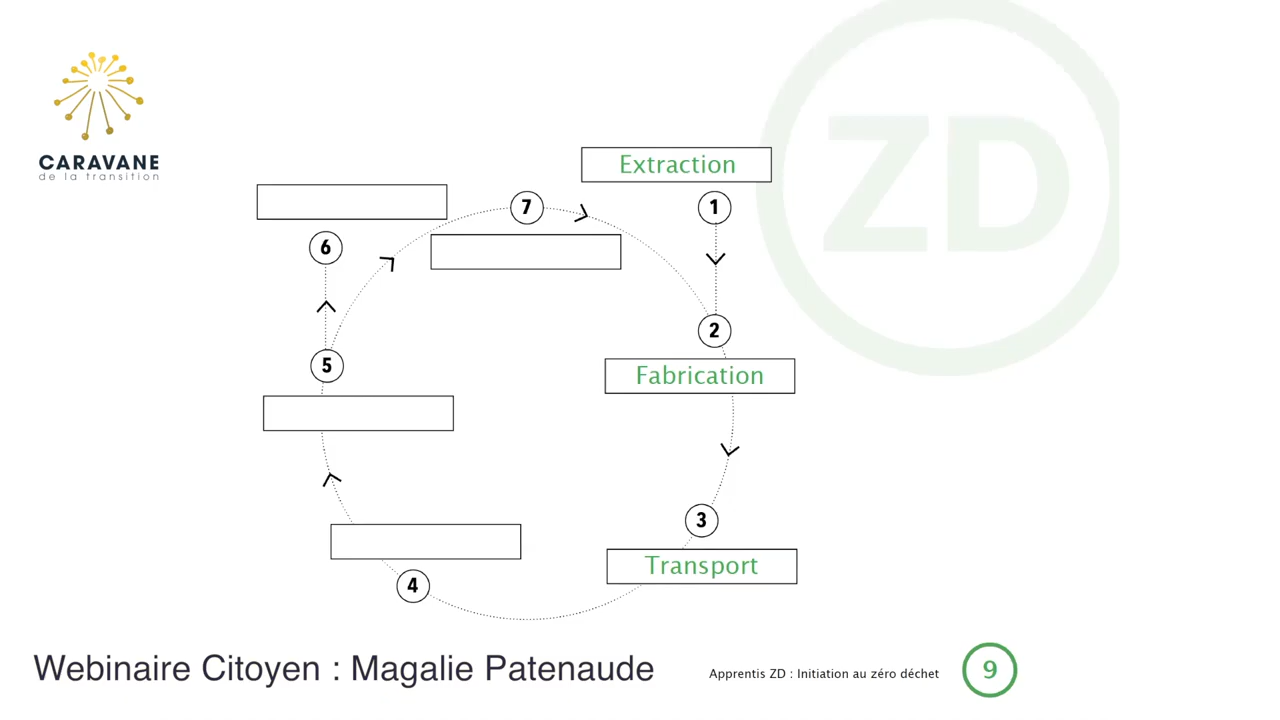 CARAVANE
de la transition
ZD
Extraction
1
7
6
2
5
Fabrication
3
Transport
4
Webinaire Citoyen : Magalie Patenaude
Apprentis ZD : Initiation au zéro déchet
9